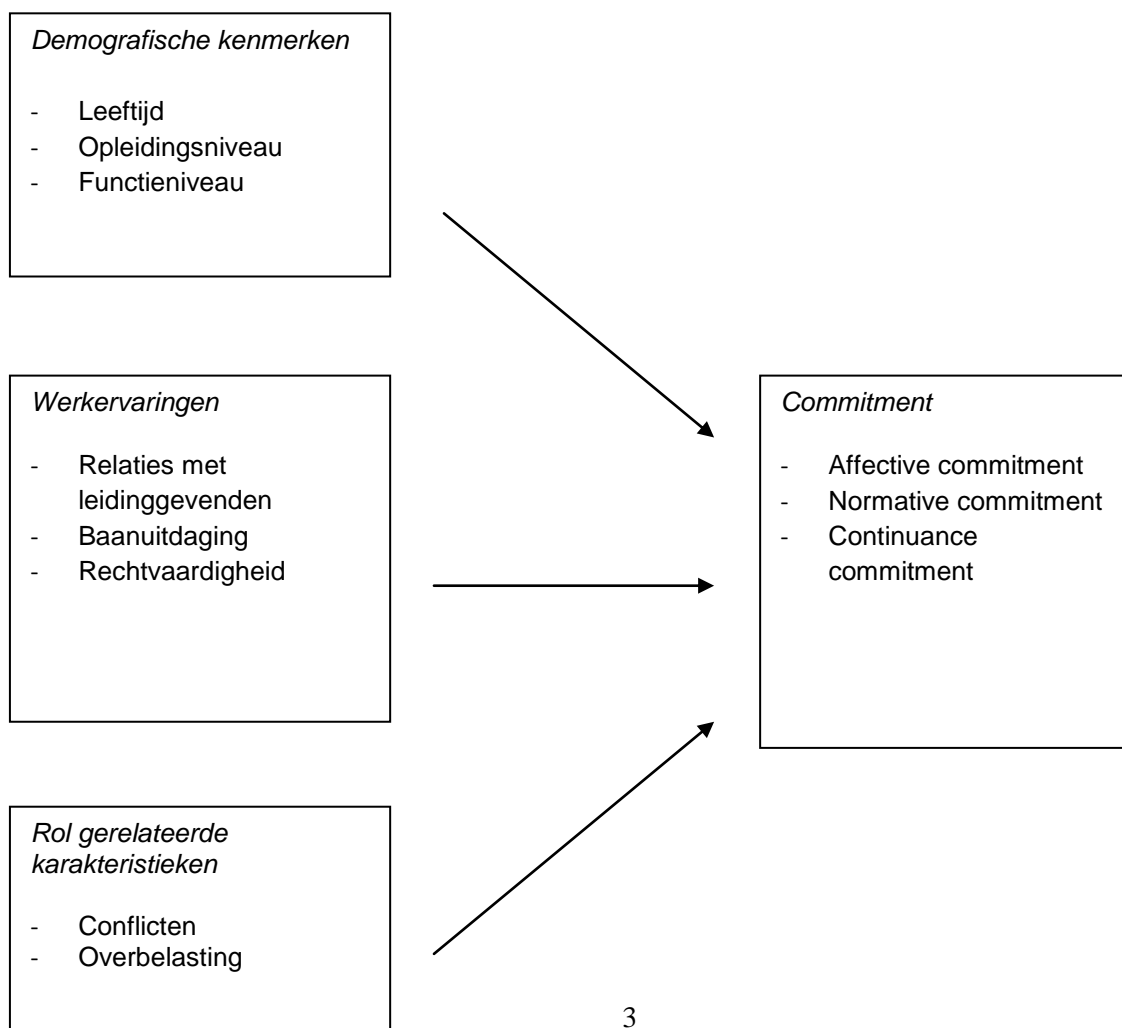 Demografische kenmerken
- Leeftijd
- Opleidingsniveau
- Functieniveau
Werkervaringen
- Relaties met
leidinggevenden
- Baanuitdaging
- Rechtvaardigheid
Commitment
- Affective commitment
- Normative commitment
- Continuance
commitment
Rol gerelateerde
karakteristieken
- Conflicten
- Overbelasting
3